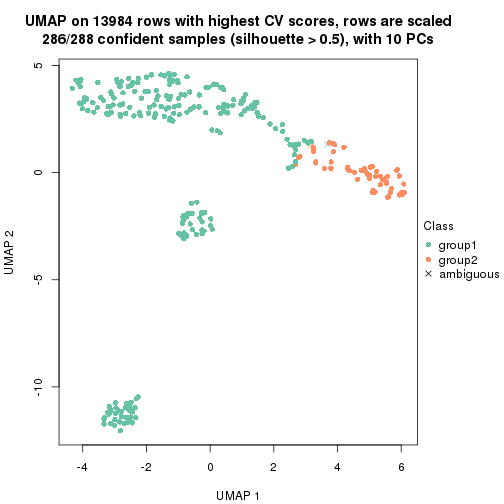 UMAP on 13984 rows with highest CV scores, rows are scaled
286/288 confident samples (silhouette > 0.5), with 10 PCs
5
0
-5
-10
UMAP 2
-4
-2
0
2
4
6
UMAP 1
Class
group1
group2
ambiguous